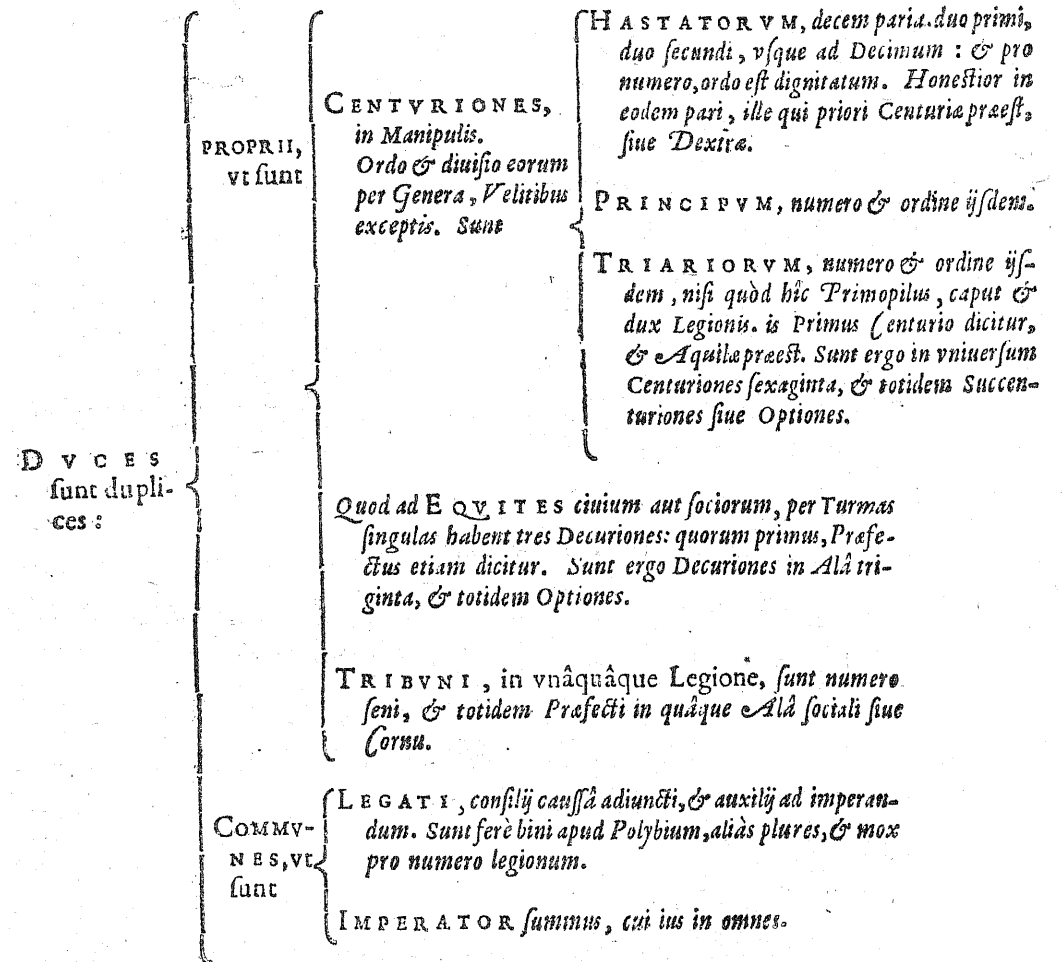 DVCES
ſunt dupli-
ces:
PROPRII,
vt ſunt
CENTVRIONES,
in Manipulis.
Ordo & diuiſio eorum
per Genera, Velitibus
exceptis. Sunt
HASTATORVM, decem paria. duo primi,
duo ſecundi, vſque ad Decimum : & pro
numero, ordo eſt dignitatum. Honeſtior in
eodem pari, ille qui priori Centuriæ præeſt,
ſiue Dextræ.
PRINCIPVM, numero & ordine ijſdem.
TRIARIORVM, numero & ordine ijſ-
dem, niſi quòd hîc Primopilus, caput &
dux Legionis. is Primus Centurio dicitur,
& Aquilæ præeſt. Sunt ergo in vniuerſum
Centuriones ſexaginta, & totidem Succen-
turiones ſiue Optiones.
Quod ad EQVITES ciuium aut ſociorum, per Turmas
ſingulas habent tres Decuriones: quorum primus, Præfe-
ctus etiam dicitur. Sunt ergo Decuriones in Alâ tri-
ginta, & totidem Optiones.
TRIBVNI, in vnâquâque Legione, ſunt numero
ſeni, & totidem Præfecti in quâque Alâ ſociali ſiue
Cornu.
COMMV-
NES, vt
ſunt
LEGATI, conſilij cauſſâ adiuncti, & auxilij ad imperan-
dum. Sunt ferè bini apud Polybium, aliàs plures, & mox
pro numero legionum.
IMPERATOR ſummus, cui ius in omnes.